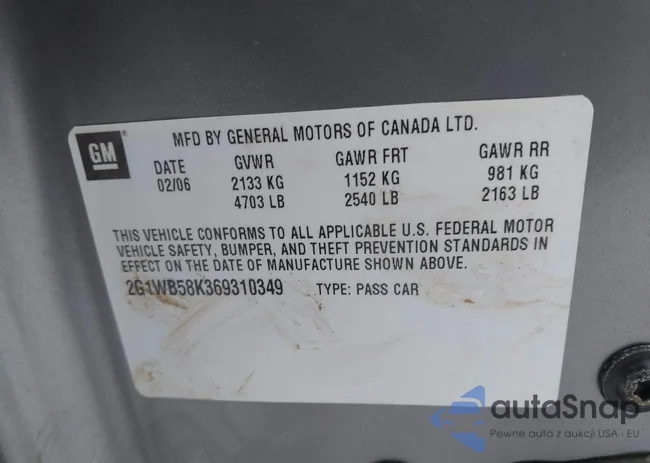 GM
MFD BY GENERAL MOTORS OF CANADA LTD.
DATE GVWR GAWR FRT GAWR RR
02/06 2133 KG 1152 KG 981 KG
4703 LB 2540 LB 2163 LB
THIS VEHICLE CONFORMS TO ALL APPLICABLE U.S. FEDERAL MOTOR
VEHICLE SAFETY, BUMPER, AND THEFT PREVENTION STANDARDS IN
EFFECT ON THE DATE OF MANUFACTURE SHOWN ABOVE.
2G1WB58K369310349 TYPE: PASS CAR
autaSnap
Pewne auta z aukcji USA i EU